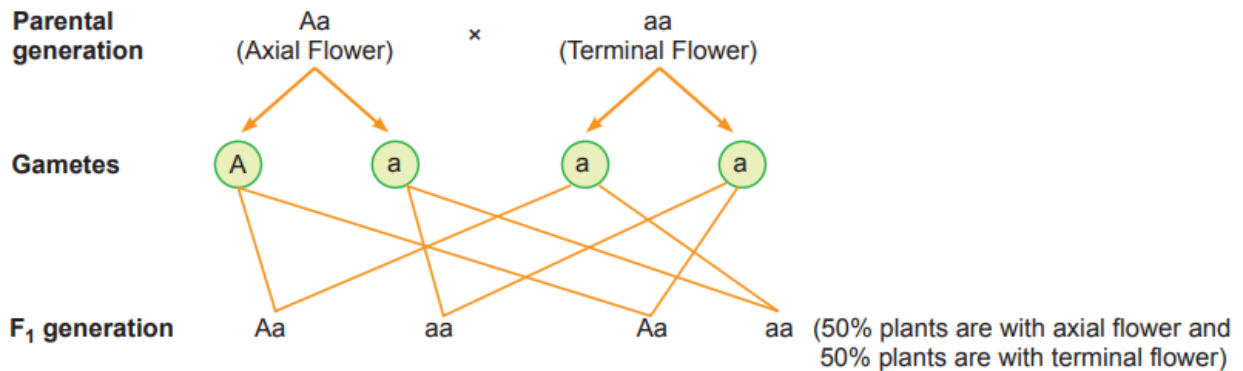 Parental generation
Aa × aa
(Axial Flower) (Terminal Flower)
Gametes
A a a a
F₁ generation
Aa aa Aa aa (50% plants are with axial flower and
50% plants are with terminal flower)